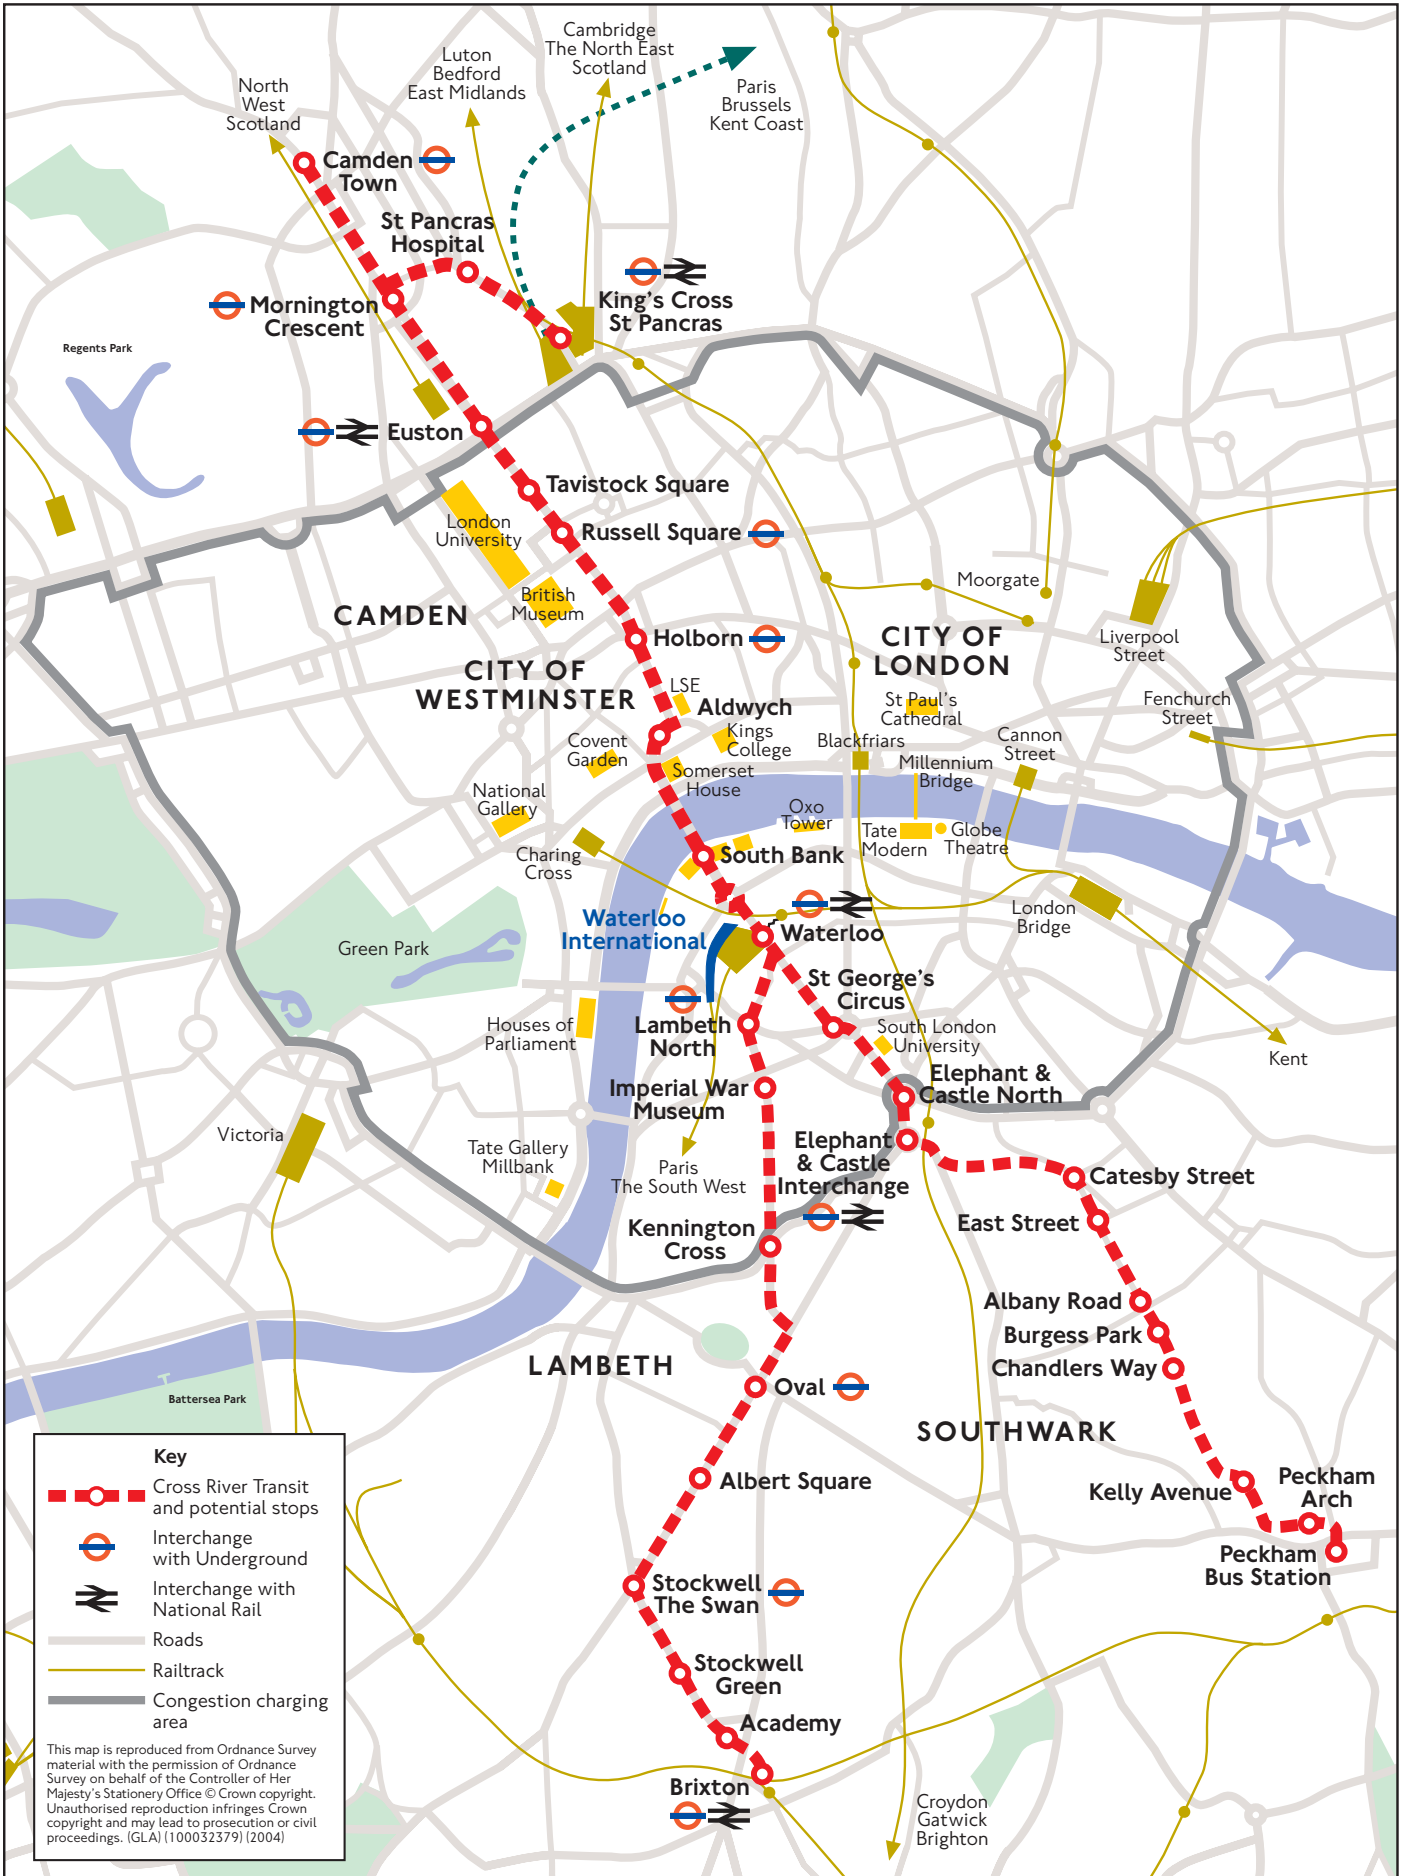 North
West
Scotland
Luton
Bedford
East Midlands
Cambridge
The North East
Scotland
Paris
Brussels
Kent Coast
Camden
Town
St Pancras
Hospital
King's Cross
St Pancras
Mornington
Crescent
Regents Park
Euston
Tavistock Square
London
University
Russell Square
British
Museum
Moorgate
CAMDEN
Holborn
CITY OF
LONDON
Liverpool
Street
CITY OF
WESTMINSTER
LSE
Aldwych
St Paul's
Cathedral
Fenchurch
Street
Covent
Garden
Kings
College
Blackfriars
Cannon
Street
Somerset
House
Millennium
Bridge
National
Gallery
Oxo
Tower
Tate
Modern
Globe
Theatre
Charing
Cross
South Bank
Waterloo
International
Waterloo
London
Bridge
Green Park
St George's
Circus
Houses of
Parliament
Lambeth
North
South London
University
Kent
Imperial War
Museum
Elephant &
Castle North
Victoria
Tate Gallery
Millbank
Paris
The South West
Elephant
& Castle
Interchange
Catesby Street
East Street
Kennington
Cross
Albany Road
Burgess Park
Chandlers Way
LAMBETH
Oval
Battersea Park
SOUTHWARK
Albert Square
Kelly Avenue
Peckham
Arch
Peckham
Bus Station
Stockwell
The Swan
Stockwell
Green
Academy
Brixton
Croydon
Gatwick
Brighton
Key
Cross River Transit
and potential stops
Interchange
with Underground
Interchange with
National Rail
Roads
Railtrack
Congestion charging
area
This map is reproduced from Ordnance Survey
material with the permission of Ordnance
Survey on behalf of the Controller of Her
Majesty's Stationery Office © Crown copyright.
Unauthorised reproduction infringes Crown
copyright and may lead to prosecution or civil
proceedings. (GLA) (100032379) (2004)